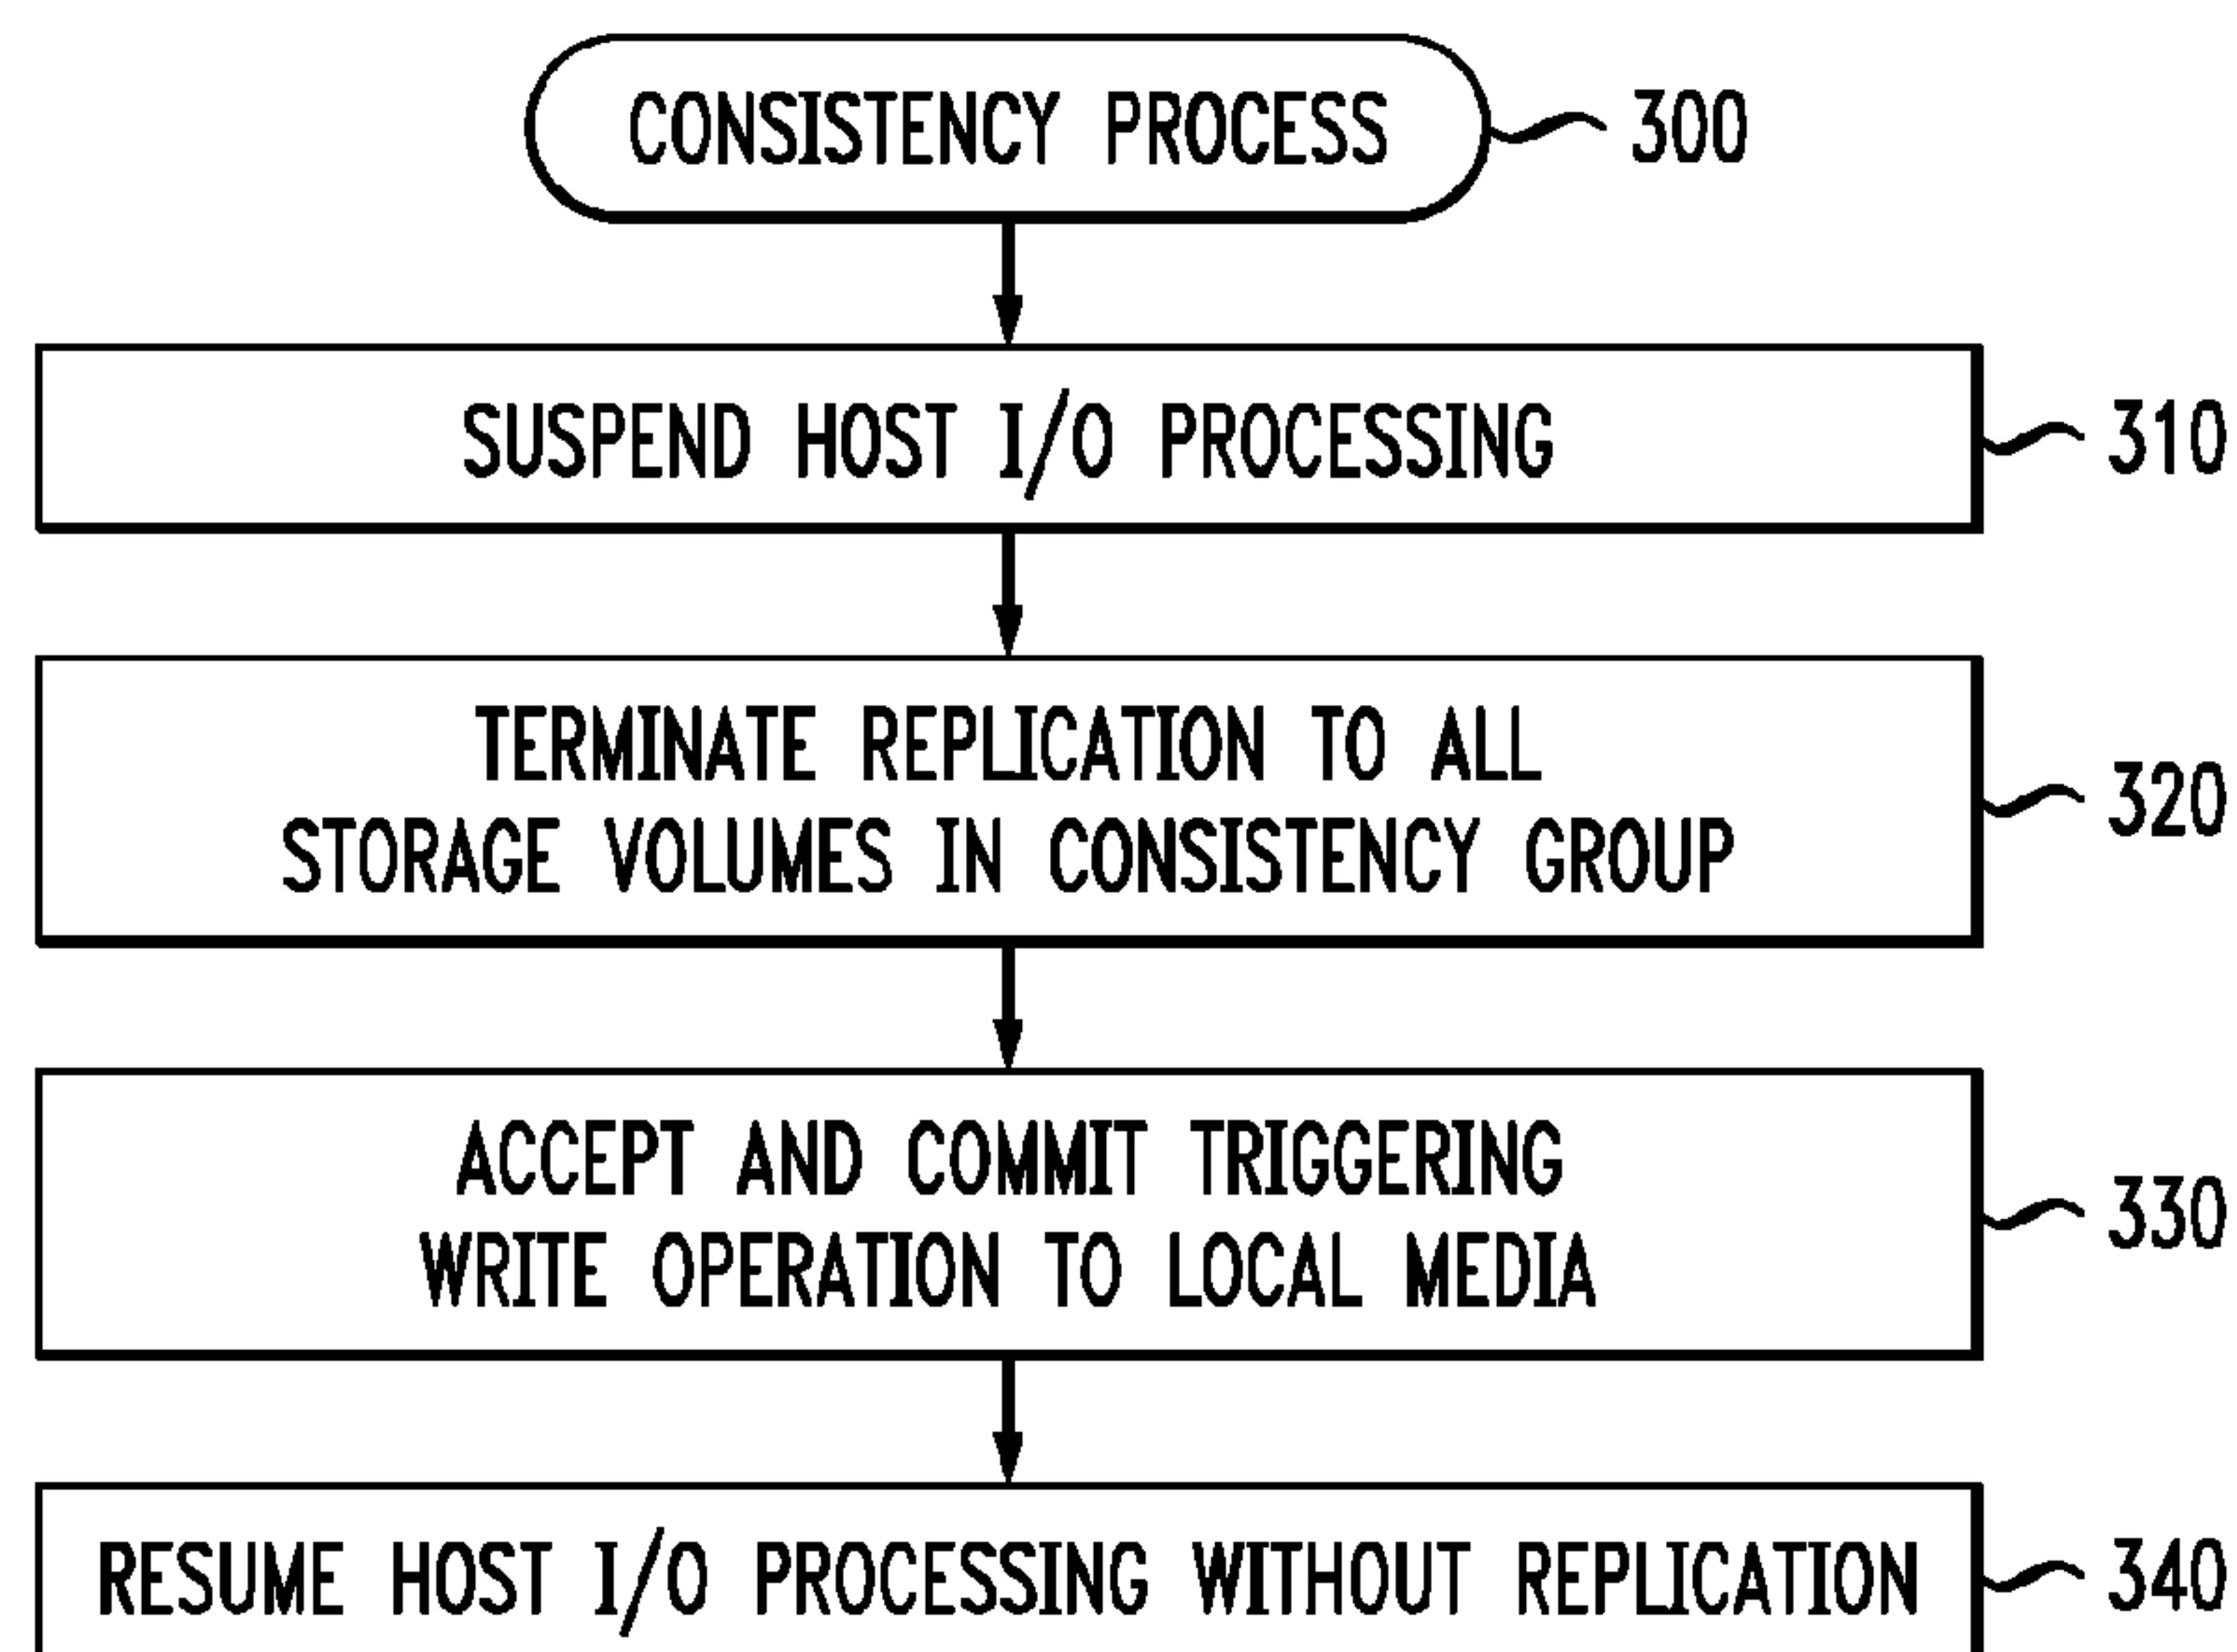 CONSISTENCY PROCESS 300
SUSPEND HOST I/O PROCESSING 310
TERMINATE REPLICATION TO ALL
STORAGE VOLUMES IN CONSISTENCY GROUP
320
ACCEPT AND COMMIT TRIGGERING
WRITE OPERATION TO LOCAL MEDIA
330
RESUME HOST I/O PROCESSING WITHOUT REPLICATION 340